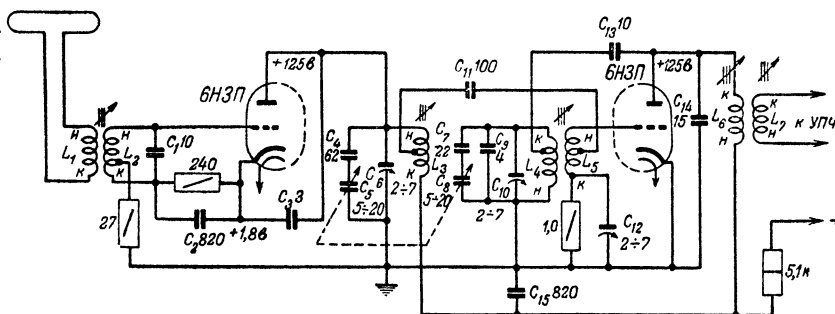 C₁₃10
+125в
6Н3П
C₁₁100
6Н3П
+125в
к
н
к
L₆
н
к
L₇
н
к УПЧ
C₁₄
15
н
L₁
к
н
L₂
к
C₁10
240
27
C₂820
+1,8в
C₃3
C₄
62
C₅
5÷20
C₆
2÷7
н
L₃
к
C₇
22
C₈
5÷20
C₉
4
C₁₀
2÷7
к
L₄
н
н
L₅
к
1,0
C₁₂
2÷7
C₁₅820
5,1к